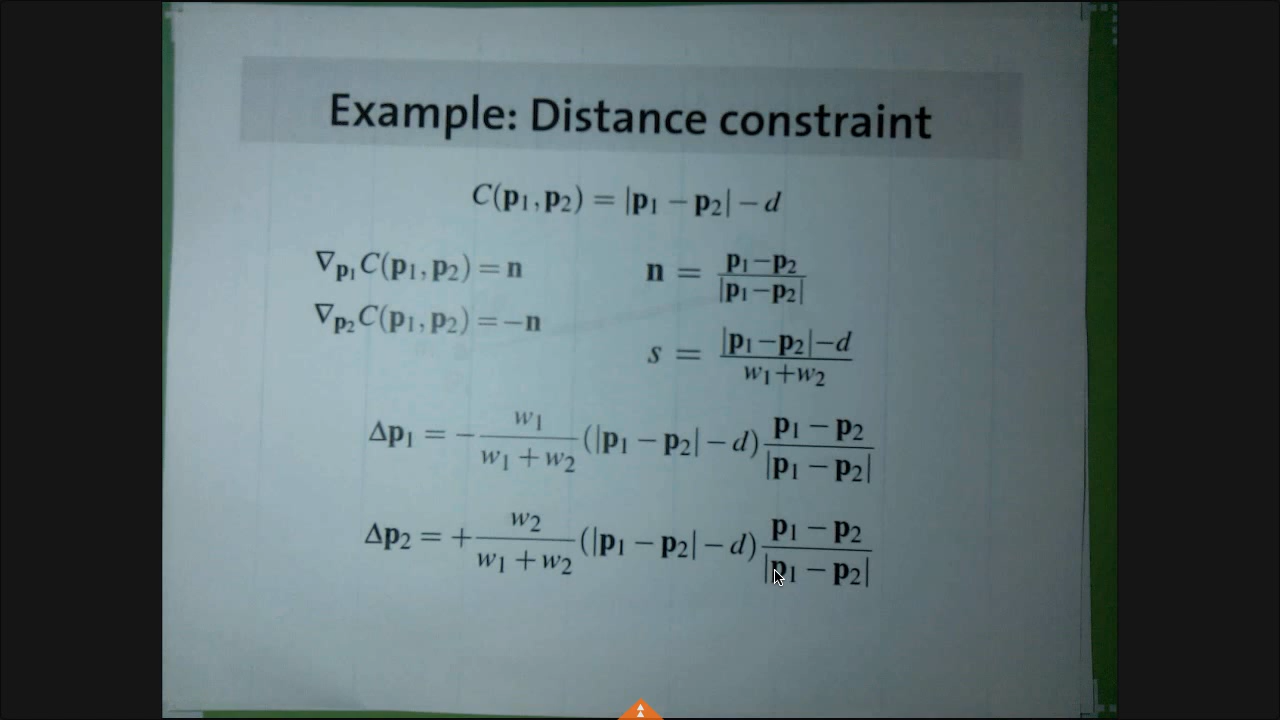 Example: Distance constraint
C(p₁, p₂) = |p₁ − p₂| − d
∇p₁C(p₁, p₂) = n
n = (p₁−p₂)/|p₁−p₂|
∇p₂C(p₁, p₂) = −n
s = (|p₁−p₂|−d)/(w₁+w₂)
Δp₁ = − w₁/(w₁ + w₂) (|p₁ − p₂| − d) (p₁ − p₂)/|p₁ − p₂|
Δp₂ = + w₂/(w₁ + w₂) (|p₁ − p₂| − d) (p₁ − p₂)/|p₁ − p₂|